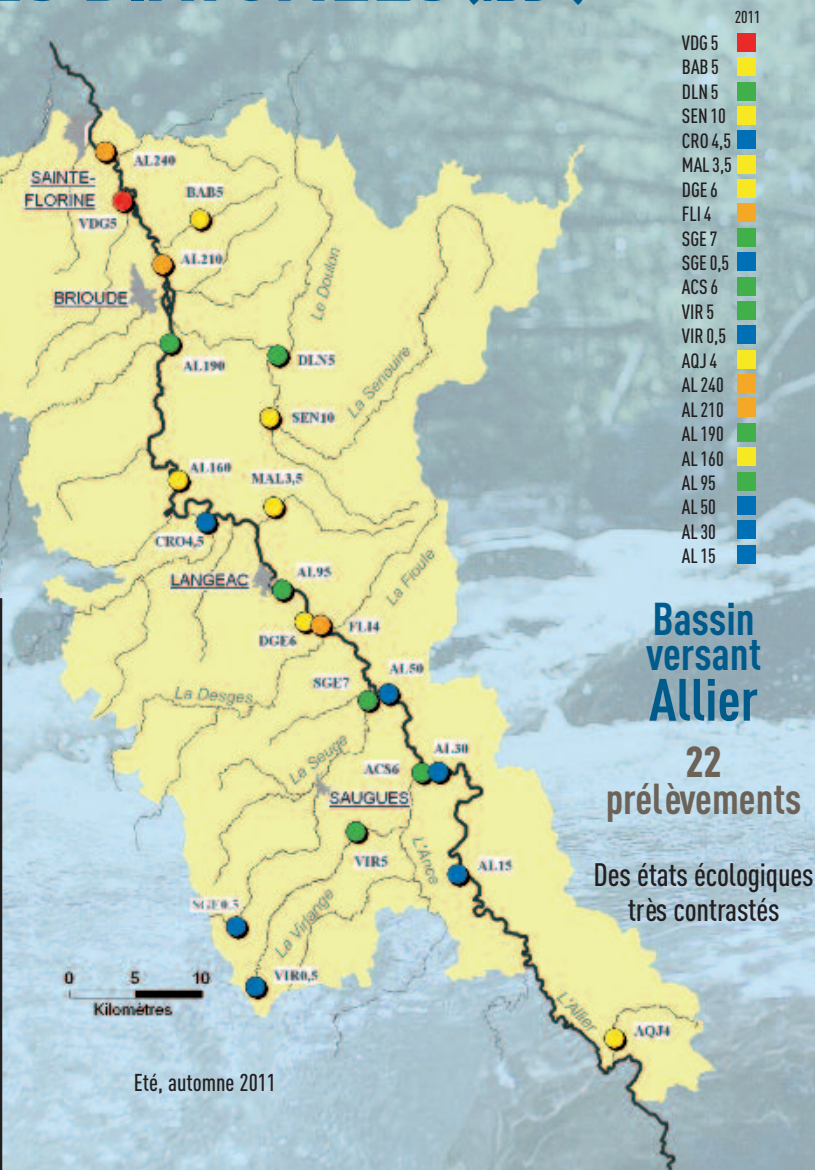 2011
VDG 5
BAB 5
DLN 5
SEN 10
CRO 4,5
MAL 3,5
DGE 6
FLI 4
SGE 7
SGE 0,5
ACS 6
VIR 5
VIR 0,5
AQJ 4
AL 240
AL 210
AL 190
AL 160
AL 95
AL 50
AL 30
AL 15
AL240
SAINTE-
FLORINE
BAB5
VDG5
AL210
BRIOUDE
Le Doulon
AL190
DLN5
La Senouire
SEN10
AL160
MAL3,5
CRO4,5
LANGEAC
AL95
La Fioule
DGE6
FLI4
AL50
SGE7
La Desges
La Seuge
ACS6
AL30
SAUGUES
VIR5
L'Ance
AL15
SGE0,5
La Virlange
VIR0,5
0 5 10
Kilomètres
L'Allier
AQJ4
Eté, automne 2011
Bassin
versant
Allier
22
prélèvements
Des états écologiques
très contrastés